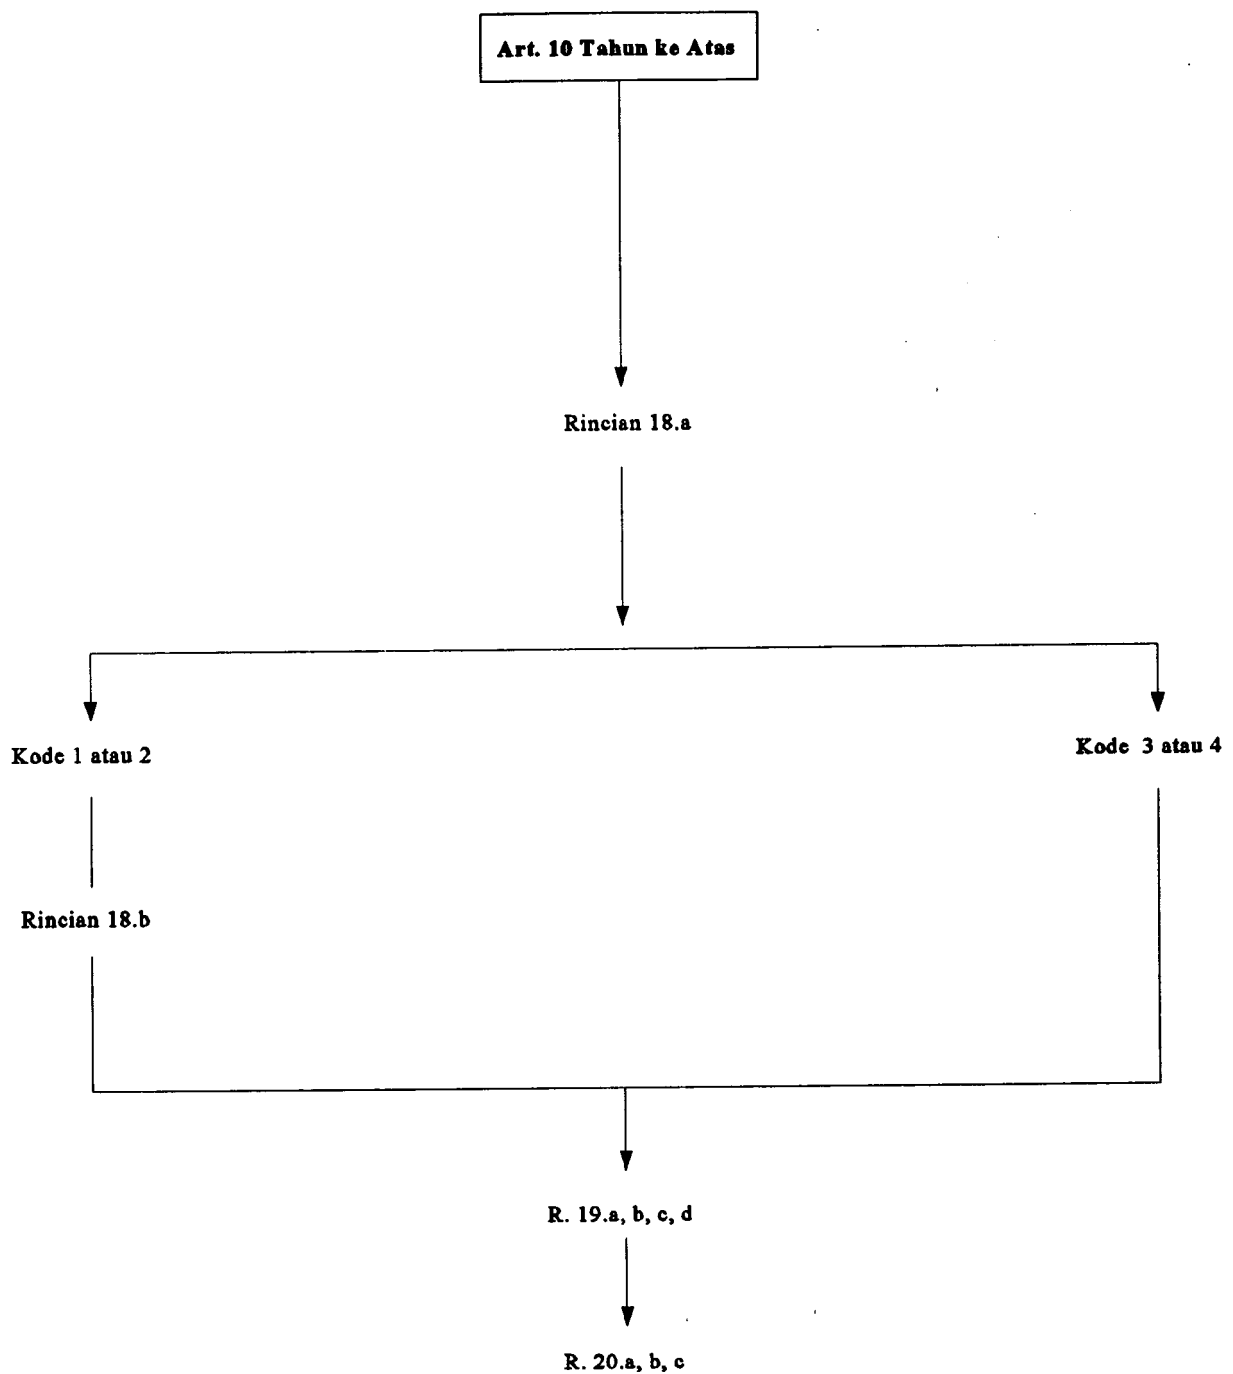 Art. 10 Tahun ke Atas
Rincian 18.a
Kode 1 atau 2
Kode 3 atau 4
Rincian 18.b
R. 19.a, b, c, d
R. 20.a, b, c